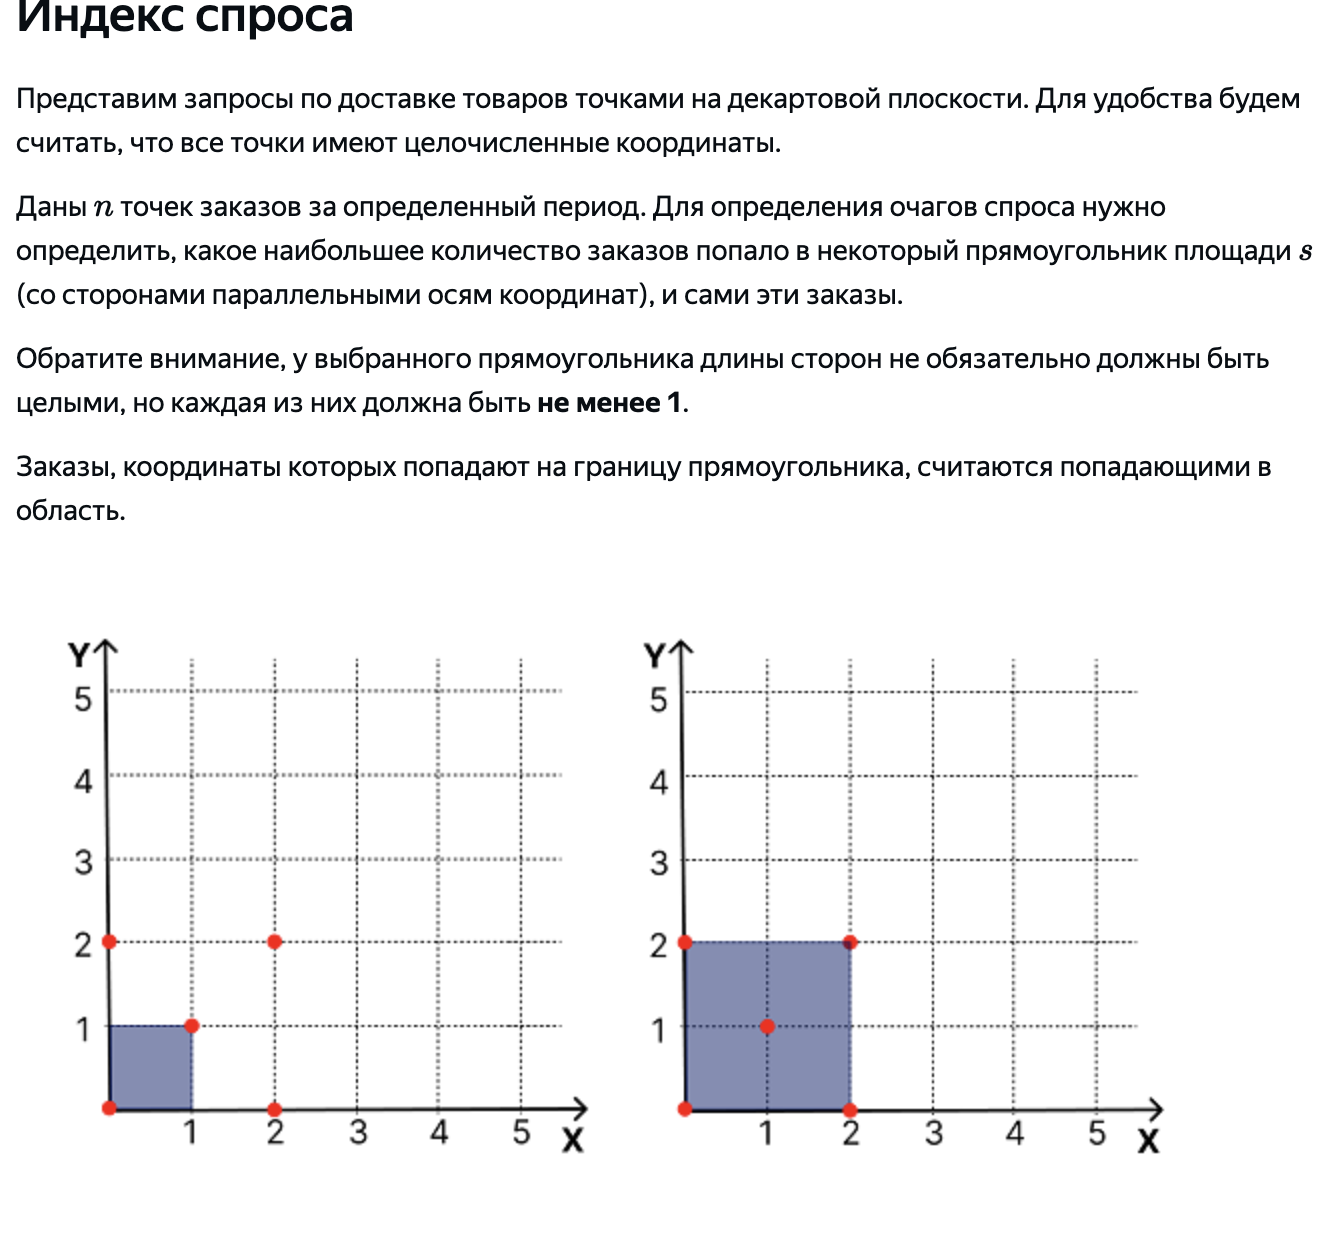 Индекс спроса
Представим запросы по доставке товаров точками на декартовой плоскости. Для удобства будем
считать, что все точки имеют целочисленные координаты.
Даны n точек заказов за определенный период. Для определения очагов спроса нужно
определить, какое наибольшее количество заказов попало в некоторый прямоугольник площади s
(со сторонами параллельными осям координат), и сами эти заказы.
Обратите внимание, у выбранного прямоугольника длины сторон не обязательно должны быть
целыми, но каждая из них должна быть не менее 1.
Заказы, координаты которых попадают на границу прямоугольника, считаются попадающими в
область.
Y
5
4
3
2
1
1 2 3 4 5 X
Y
5
4
3
2
1
1 2 3 4 5 X